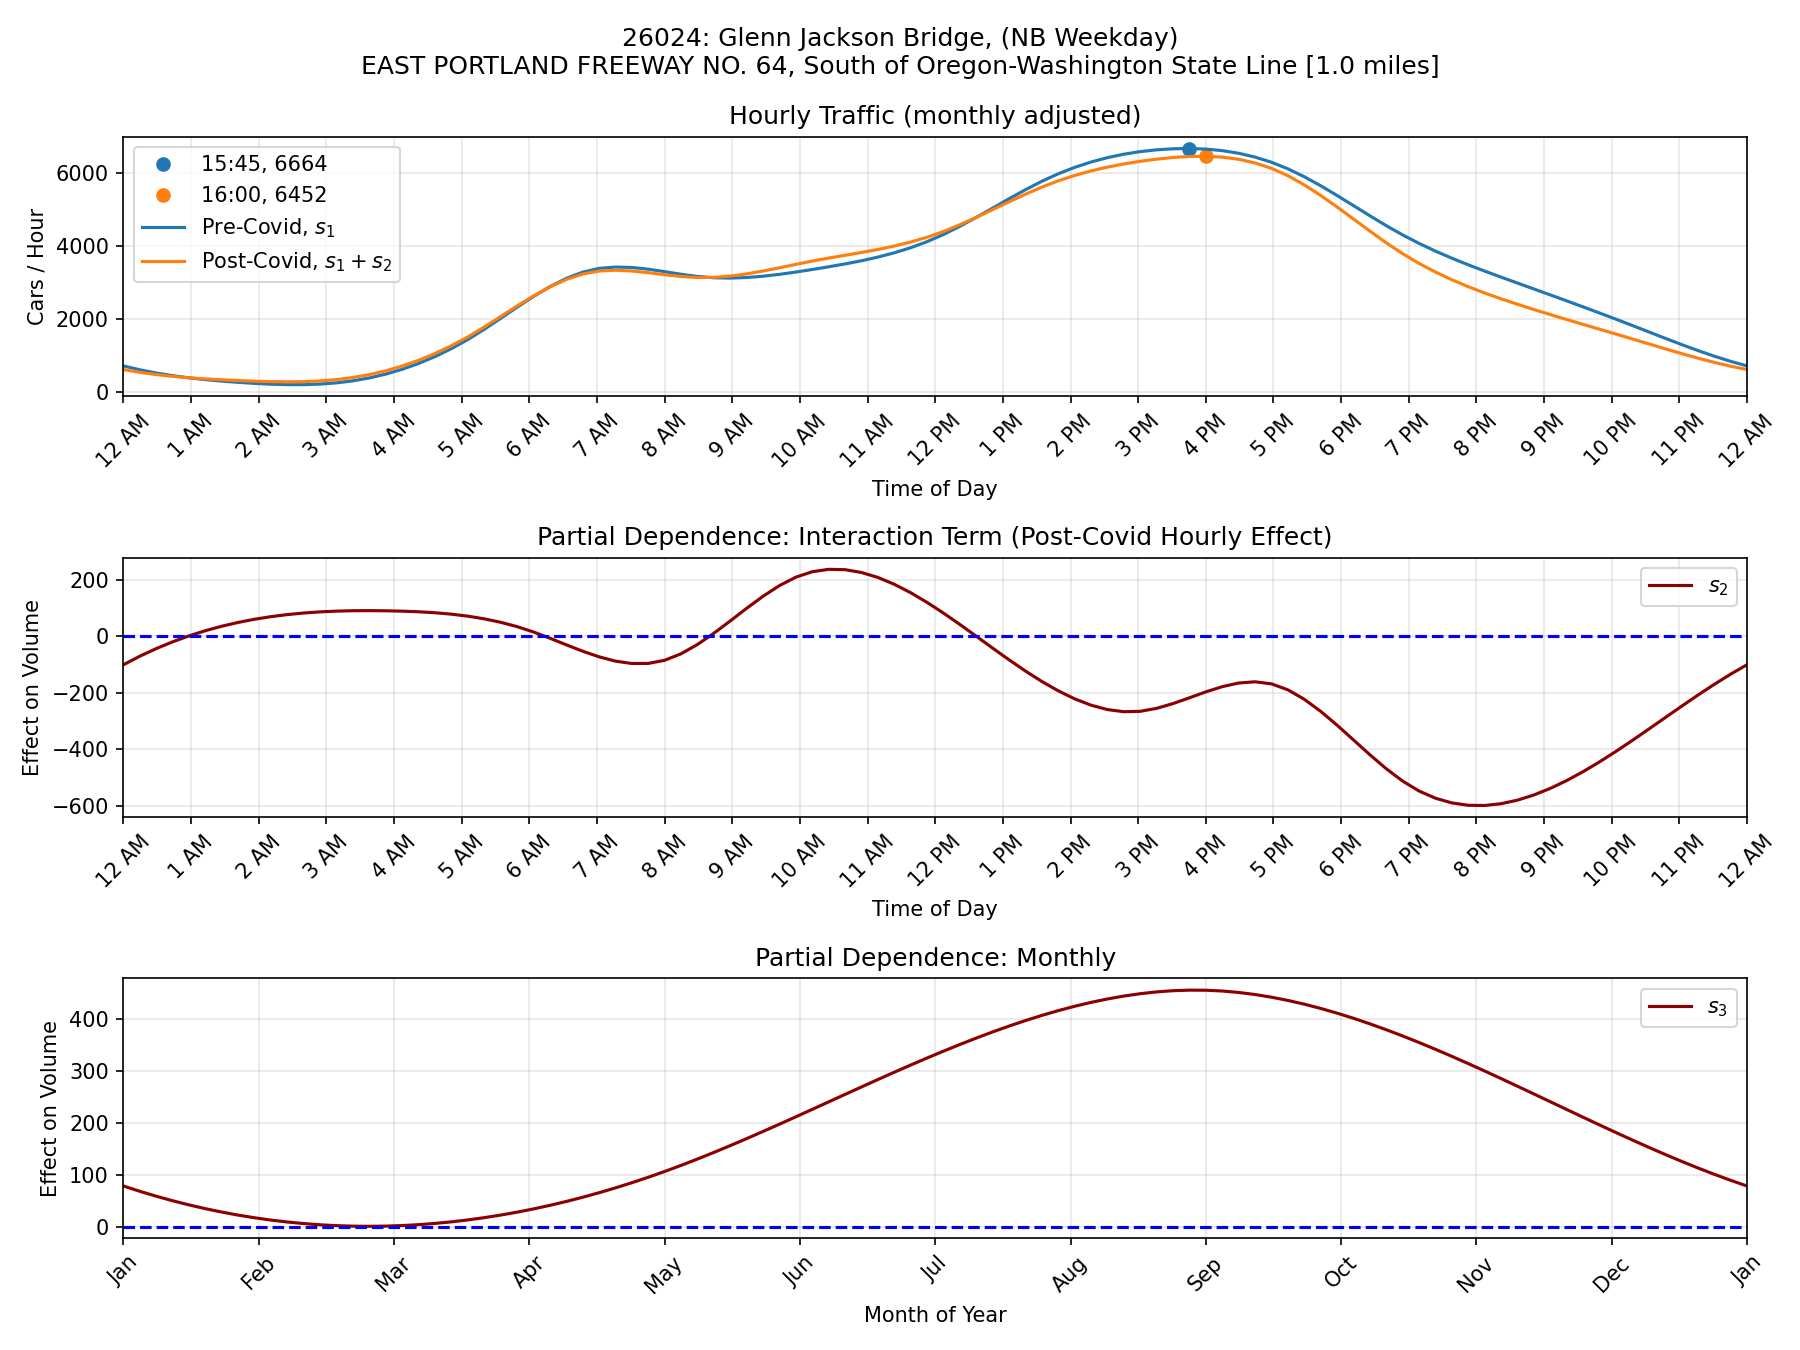 26024: Glenn Jackson Bridge, (NB Weekday)
EAST PORTLAND FREEWAY NO. 64, South of Oregon-Washington State Line [1.0 miles]
Hourly Traffic (monthly adjusted)
15:45, 6664
16:00, 6452
Pre-Covid, s₁
Post-Covid, s₁ + s₂
Cars / Hour
6000
4000
2000
0
12 AM 1 AM 2 AM 3 AM 4 AM 5 AM 6 AM 7 AM 8 AM 9 AM 10 AM 11 AM 12 PM 1 PM 2 PM 3 PM 4 PM 5 PM 6 PM 7 PM 8 PM 9 PM 10 PM 11 PM 12 AM
Time of Day
Partial Dependence: Interaction Term (Post-Covid Hourly Effect)
s₂
Effect on Volume
200
0
−200
−400
−600
12 AM 1 AM 2 AM 3 AM 4 AM 5 AM 6 AM 7 AM 8 AM 9 AM 10 AM 11 AM 12 PM 1 PM 2 PM 3 PM 4 PM 5 PM 6 PM 7 PM 8 PM 9 PM 10 PM 11 PM 12 AM
Time of Day
Partial Dependence: Monthly
s₃
Effect on Volume
400
300
200
100
0
Jan Feb Mar Apr May Jun Jul Aug Sep Oct Nov Dec Jan
Month of Year